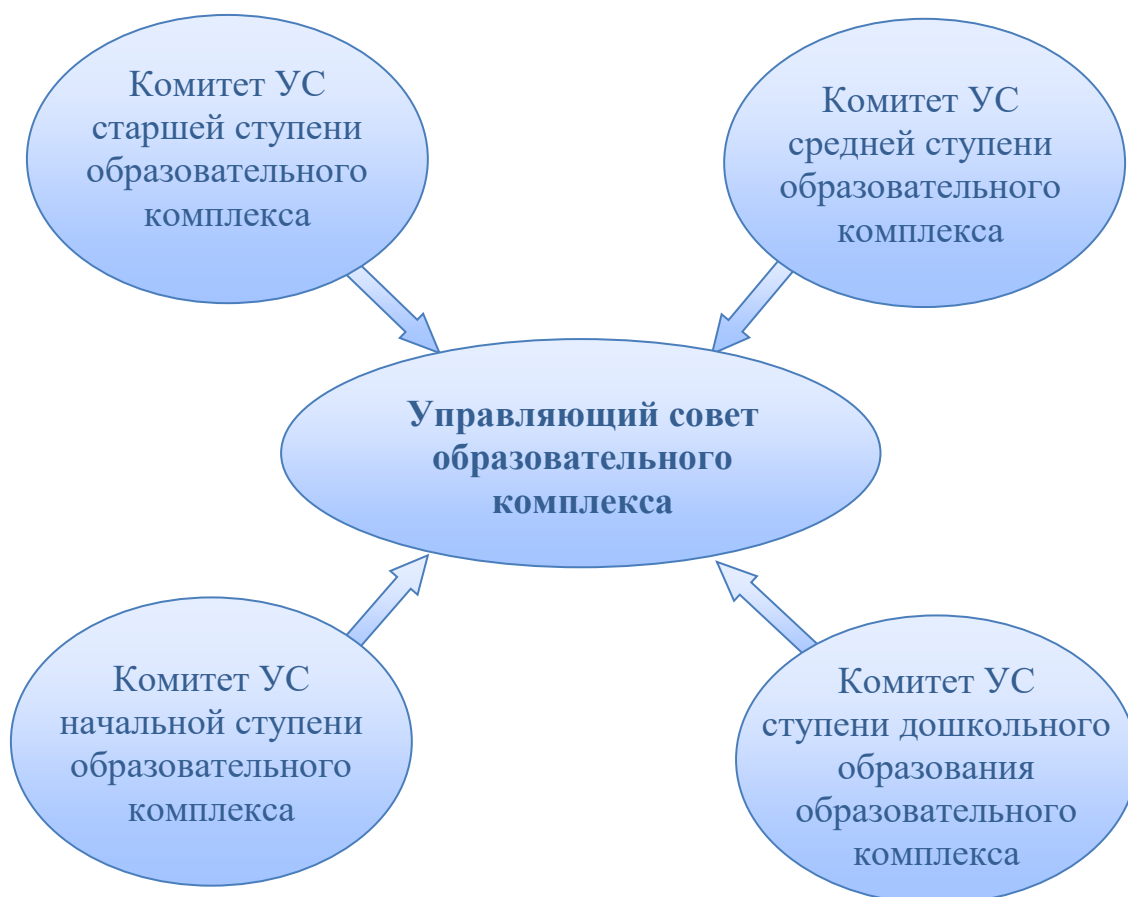 Комитет УС
старшей ступени
образовательного
комплекса
Комитет УС
средней ступени
образовательного
комплекса
Управляющий совет
образовательного
комплекса
Комитет УС
начальной ступени
образовательного
комплекса
Комитет УС
ступени дошкольного
образования
образовательного
комплекса